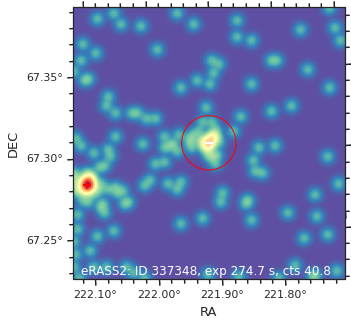 DEC
67.35°
67.30°
67.25°
eRASS2: ID 337348, exp 274.7 s, cts 40.8
222.10° 222.00° 221.90° 221.80°
RA